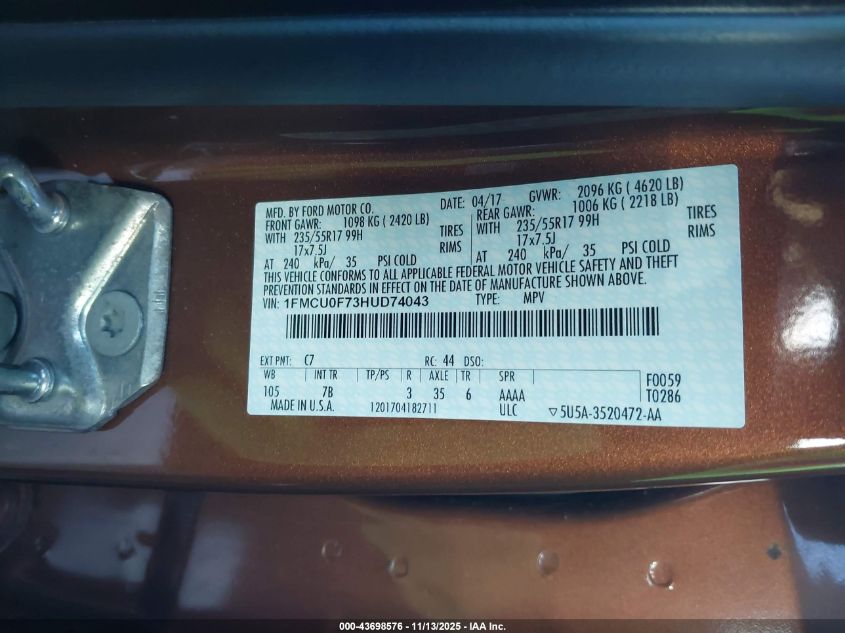 MFD. BY FORD MOTOR CO. DATE: 04/17 GVWR: 2096 KG ( 4620 LB)
FRONT GAWR: 1098 KG ( 2420 LB) REAR GAWR: 1006 KG ( 2218 LB)
WITH 235/55R17 99H TIRES WITH 235/55R17 99H TIRES
17x7.5J RIMS 17x7.5J RIMS
AT 240 kPa/ 35 PSI COLD AT 240 kPa/ 35 PSI COLD
THIS VEHICLE CONFORMS TO ALL APPLICABLE FEDERAL MOTOR VEHICLE SAFETY AND THEFT
PREVENTION STANDARDS IN EFFECT ON THE DATE OF MANUFACTURE SHOWN ABOVE.
VIN: 1FMCU0F73HUD74043 TYPE: MPV
EXT PNT: C7 RC: 44 DSO:
WB INT TR TP/PS R AXLE TR SPR F0059
105 7B 3 35 6 AAAA T0286
MADE IN U.S.A. 1201704182711 ULC ▽5U5A-3520472-AA
000-43698576 - 11/13/2025 - IAA Inc.